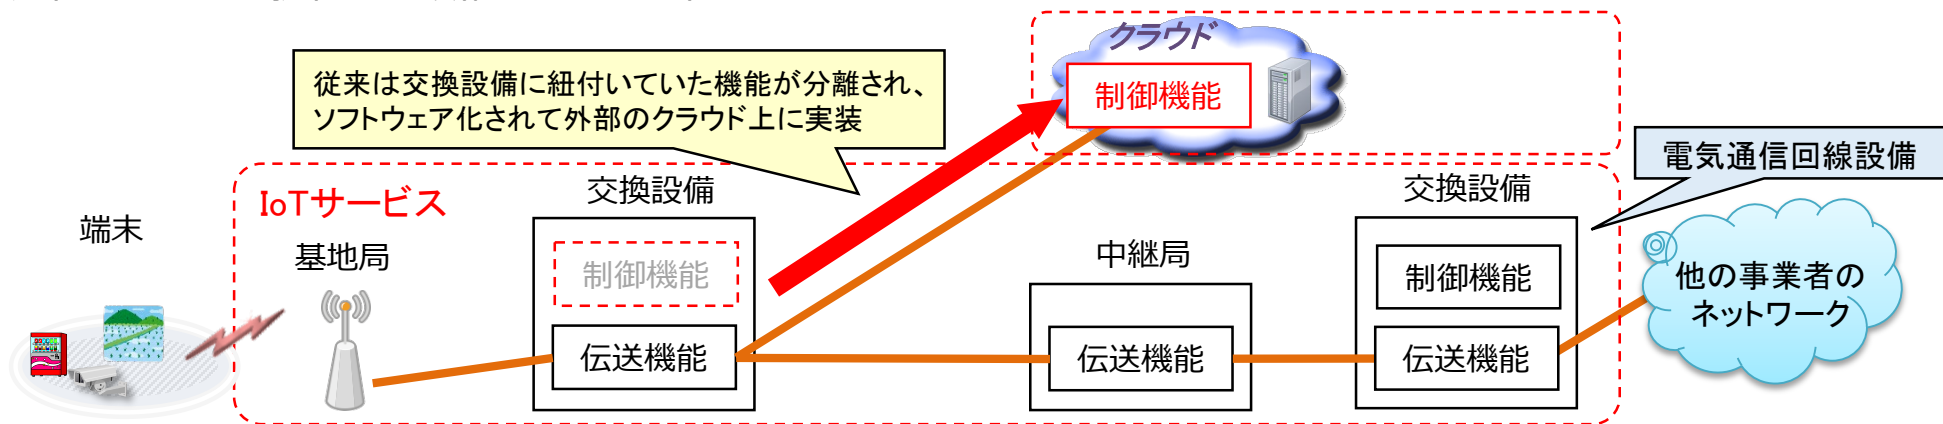 クラウド
制御機能
従来は交換設備に紐付いていた機能が分離され、
ソフトウェア化されて外部のクラウド上に実装
電気通信回線設備
IoTサービス
交換設備
交換設備
端末
基地局
中継局
制御機能
制御機能
他の事業者の
ネットワーク
伝送機能
伝送機能
伝送機能